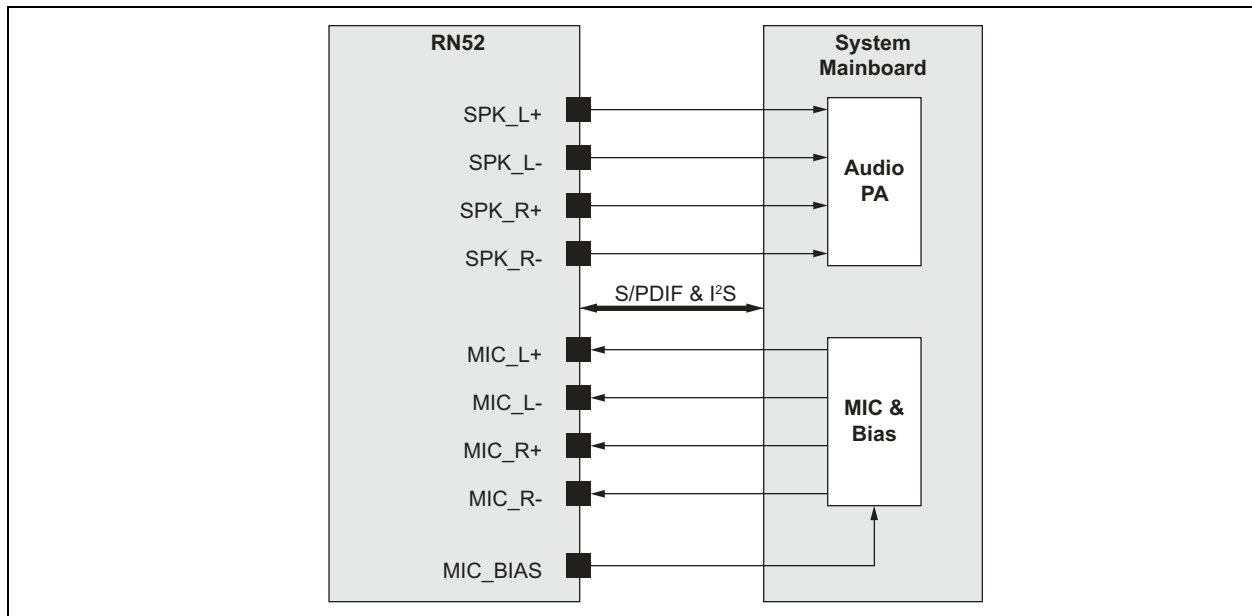 RN52
System
Mainboard
SPK_L+
SPK_L-
SPK_R+
SPK_R-
Audio
PA
S/PDIF & I²S
MIC_L+
MIC_L-
MIC_R+
MIC_R-
MIC_BIAS
MIC &
Bias